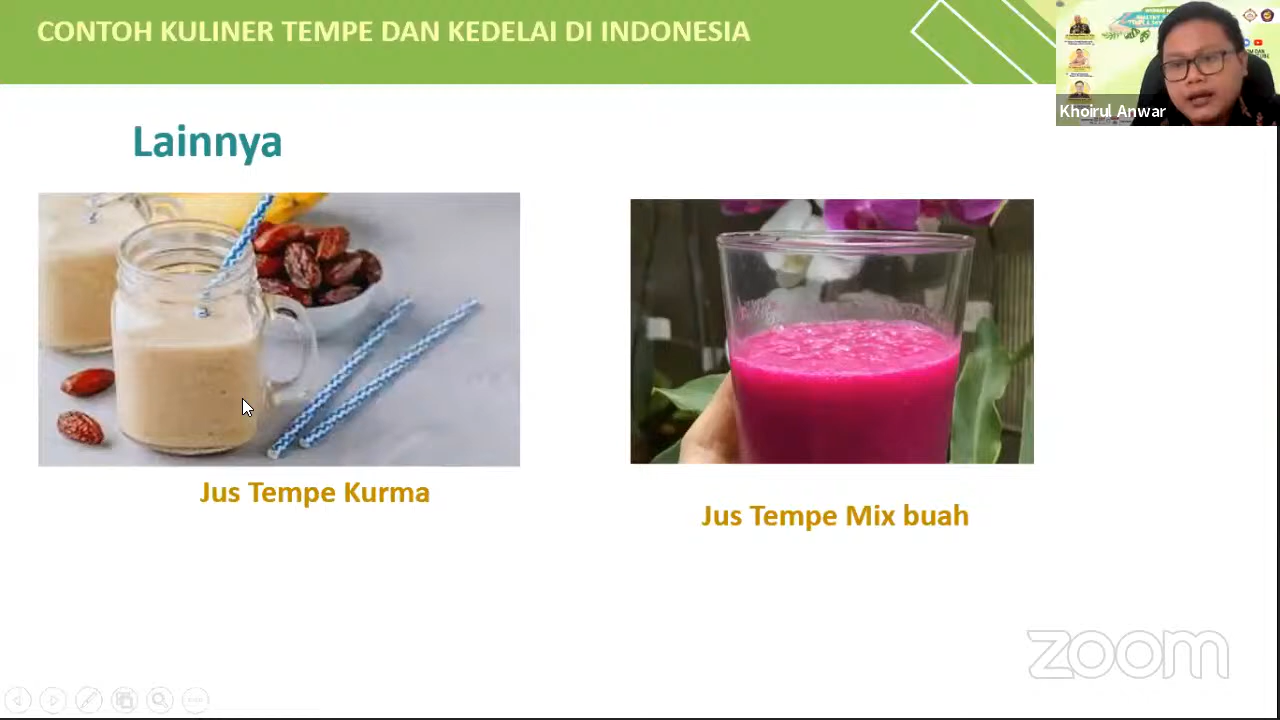 CONTOH KULINER TEMPE DAN KEDELAI DI INDONESIA
Khoirul Anwar
Lainnya
Jus Tempe Kurma
Jus Tempe Mix buah
zoom